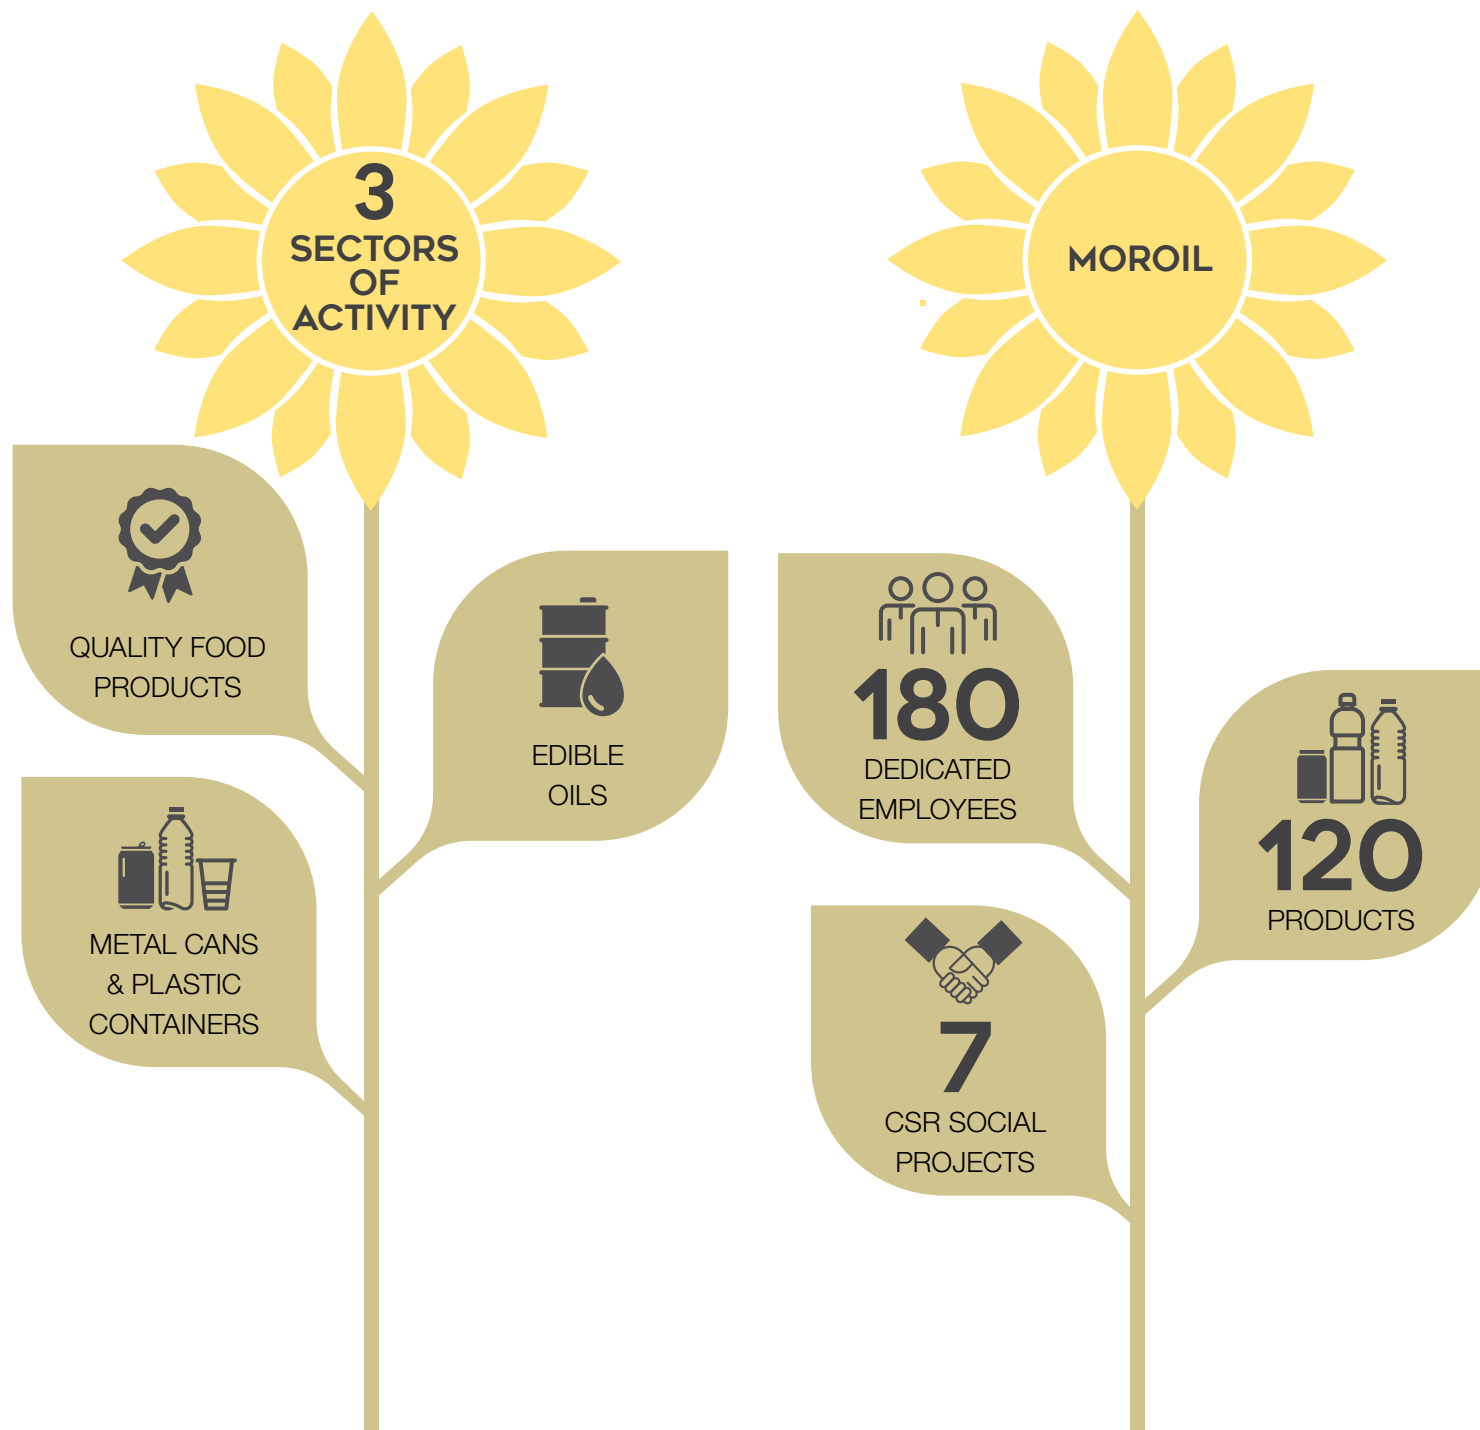 3
SECTORS
OF
ACTIVITY
QUALITY FOOD
PRODUCTS
EDIBLE
OILS
METAL CANS
& PLASTIC
CONTAINERS
MOROIL
180
DEDICATED
EMPLOYEES
120
PRODUCTS
7
CSR SOCIAL
PROJECTS